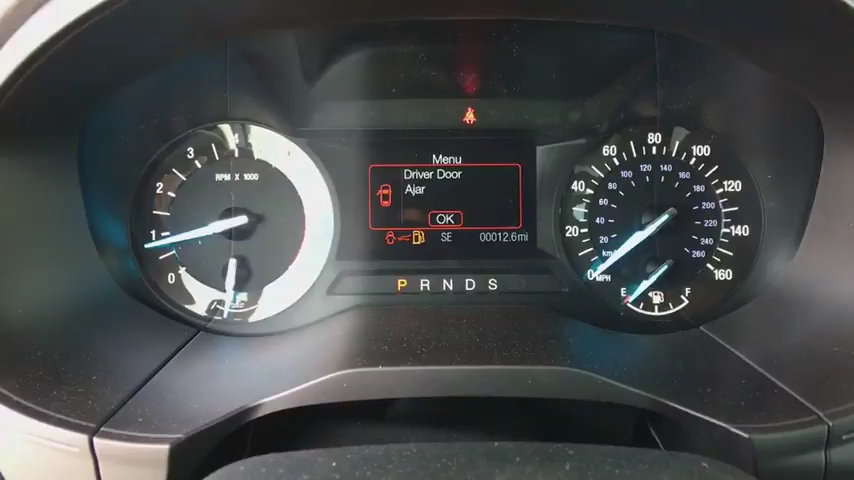 Menu
Driver Door
Ajar
OK
SE 00012.6mi
P R N D S
RPM X 1000
0
1
2
3
4
0
20
40
60
80
100
120
140
160
MPH
km/h
20
40
60
80
100
120
140
160
180
200
220
240
260
E F